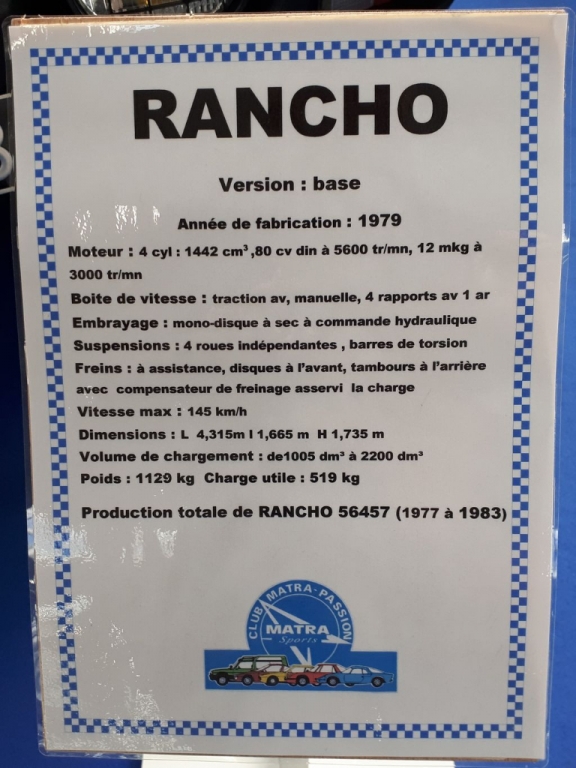 RANCHO
Version : base
Année de fabrication : 1979
Moteur : 4 cyl : 1442 cm³ ,80 cv din à 5600 tr/mn, 12 mkg à
3000 tr/mn
Boite de vitesse : traction av, manuelle, 4 rapports av 1 ar
Embrayage : mono-disque à sec à commande hydraulique
Suspensions : 4 roues indépendantes , barres de torsion
Freins : à assistance, disques à l’avant, tambours à l’arrière
avec compensateur de freinage asservi la charge
Vitesse max : 145 km/h
Dimensions : L 4,315m l 1,665 m H 1,735 m
Volume de chargement : de1005 dm³ à 2200 dm³
Poids : 1129 kg Charge utile : 519 kg
Production totale de RANCHO 56457 (1977 à 1983)
CLUB MATRA-PASSION
MATRA
Sports